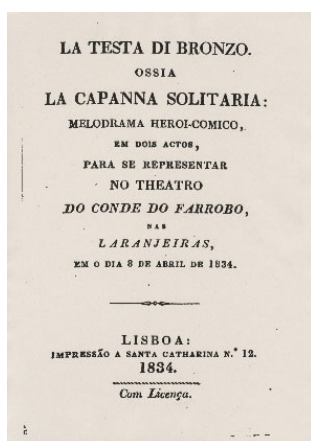 LA TESTA DI BRONZO.
OSSIA
LA CAPANNA SOLITARIA:
MELODRAMA HEROI-COMICO,
EM DOIS ACTOS,
PARA SE REPRESENTAR
NO THEATRO
DO CONDE DO FARROBO,
NAS
LARANJEIRAS,
EM O DIA 8 DE ABRIL DE 1834.
LISBOA:
IMPRESSÃO A SANTA CATHARINA N.º 12.
1834.
Com Licença.